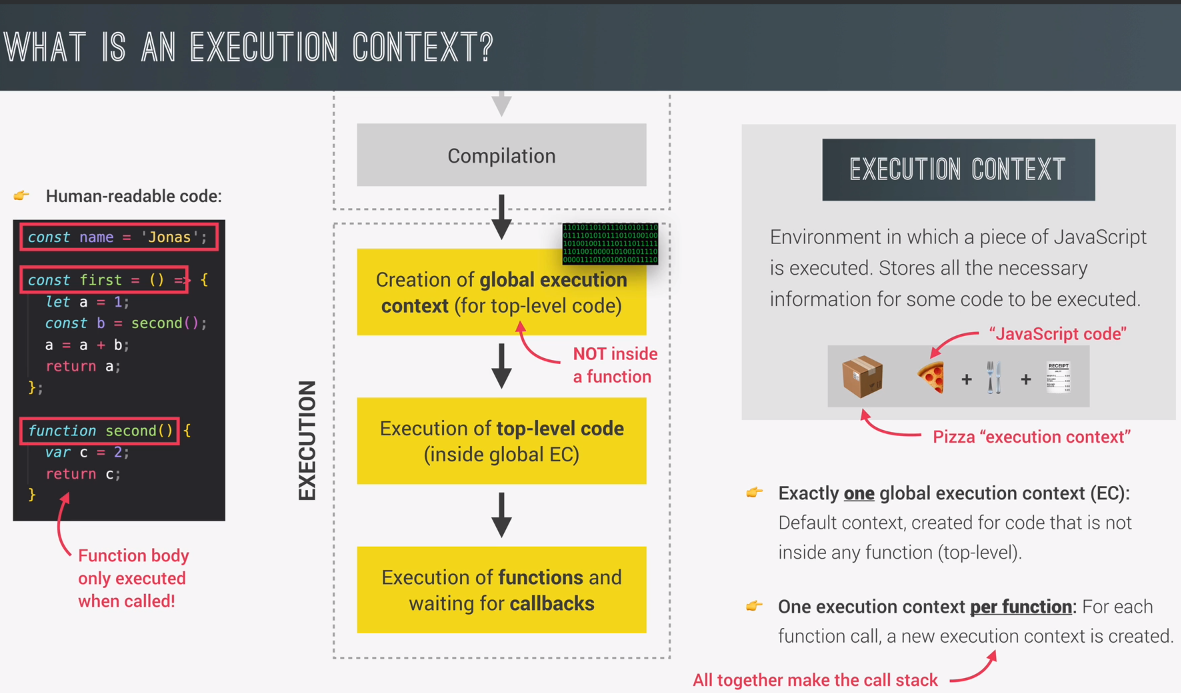 WHAT IS AN EXECUTION CONTEXT?
👉 Human-readable code:
const name = 'Jonas';
const first = () => {
let a = 1;
const b = second();
a = a + b;
return a;
};
function second() {
var c = 2;
return c;
}
Function body
only executed
when called!
EXECUTION
Compilation
Creation of global execution
context (for top-level code)
NOT inside
a function
Execution of top-level code
(inside global EC)
Execution of functions and
waiting for callbacks
EXECUTION CONTEXT
Environment in which a piece of JavaScript
is executed. Stores all the necessary
information for some code to be executed.
“JavaScript code”
+ +
RECEIPT
Pizza “execution context”
👉 Exactly one global execution context (EC):
Default context, created for code that is not
inside any function (top-level).
👉 One execution context per function: For each
function call, a new execution context is created.
All together make the call stack